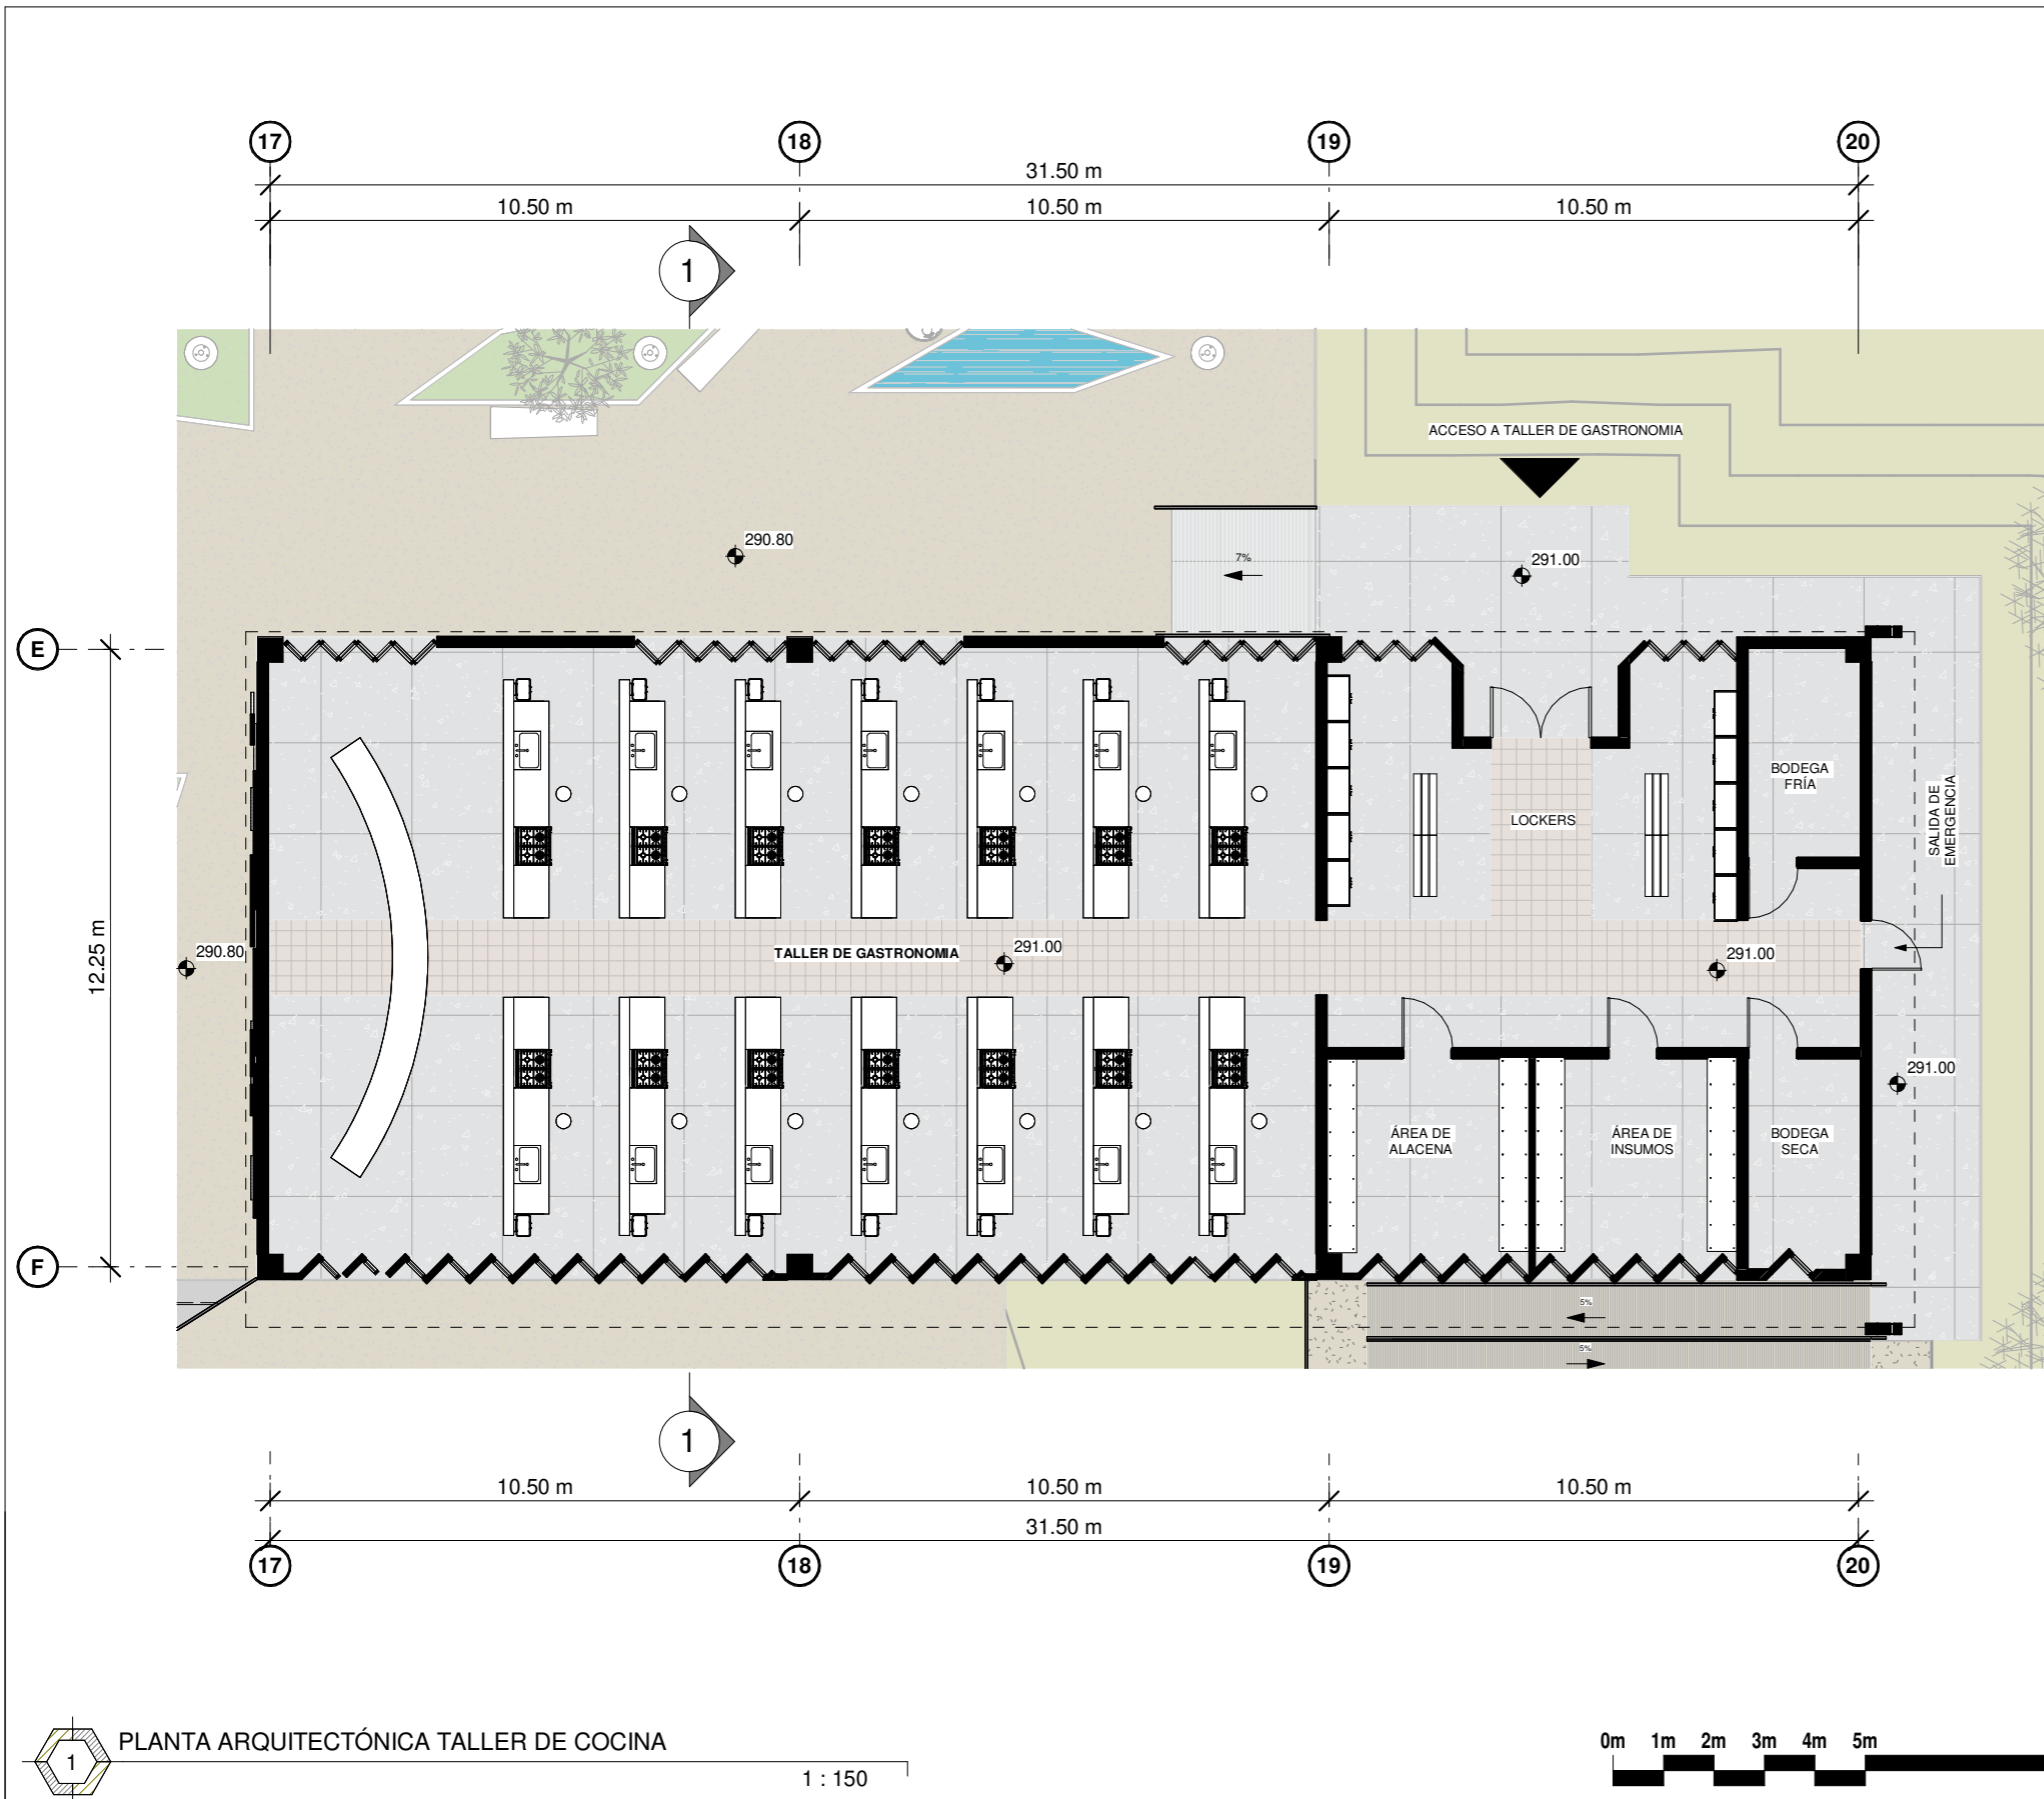 17
18
19
20
31.50 m
10.50 m
10.50 m
10.50 m
1
ACCESO A TALLER DE GASTRONOMIA
290.80
7%
291.00
E
BODEGA
FRÍA
SALIDA DE
EMERGENCIA
LOCKERS
12.25 m
290.80
TALLER DE GASTRONOMIA
291.00
291.00
291.00
ÁREA DE
ALACENA
ÁREA DE
INSUMOS
BODEGA
SECA
F
5%
5%
1
10.50 m
10.50 m
10.50 m
31.50 m
17
18
19
20
1
PLANTA ARQUITECTÓNICA TALLER DE COCINA
1 : 150
0m
1m
2m
3m
4m
5m